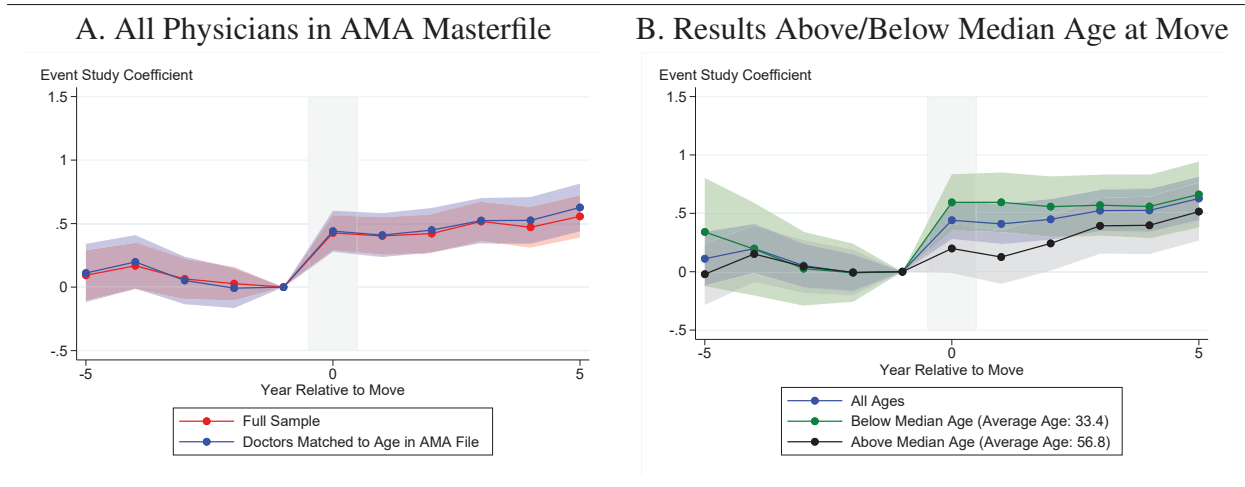 A. All Physicians in AMA Masterfile
Event Study Coefficient
1.5
1
.5
0
-.5
-5
0
5
Year Relative to Move
Full Sample
Doctors Matched to Age in AMA File
B. Results Above/Below Median Age at Move
Event Study Coefficient
1.5
1
.5
0
-.5
-5
0
5
Year Relative to Move
All Ages
Below Median Age (Average Age: 33.4)
Above Median Age (Average Age: 56.8)